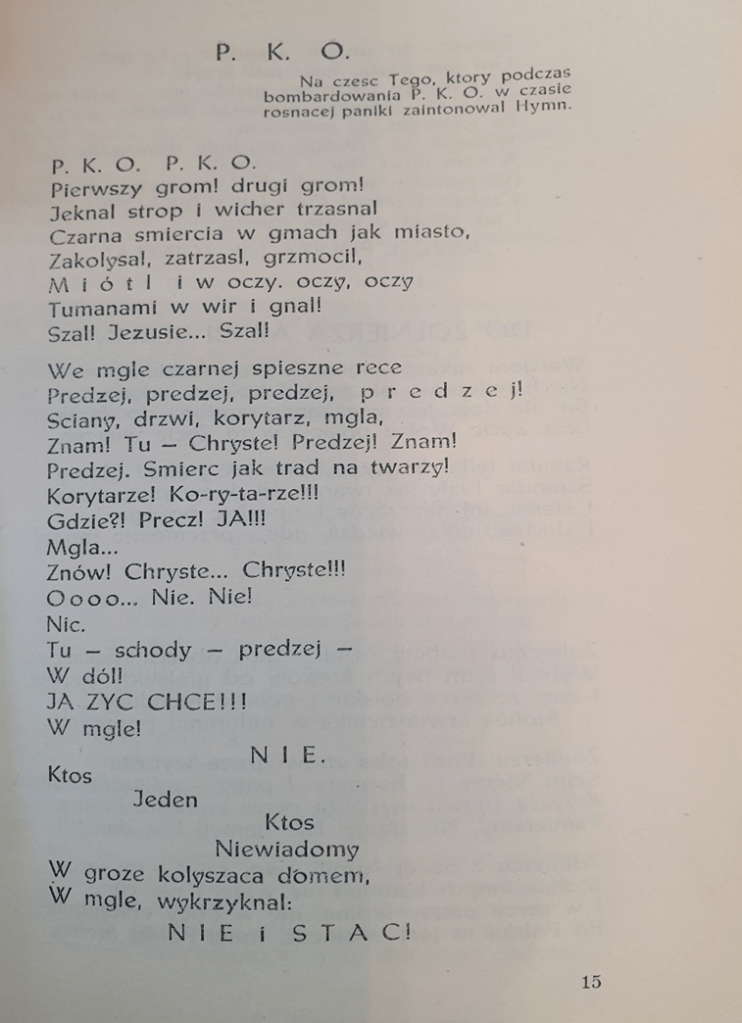 P. K. O.
Na czesc Tego, ktory podczas
bombardowania P. K. O. w czasie
rosnacej paniki zaintonowal Hymn.
P. K. O. P. K. O.
Pierwszy grom! drugi grom!
Jeknal strop i wicher trzasnal
Czarna smiercia w gmach jak miasto,
Zakolysal, zatrzasl, grzmocil,
M i ó t l i w oczy. oczy, oczy
Tumanami w wir i gnal!
Szal! Jezusie... Szal!
We mgle czarnej spieszne rece
Predzej, predzej, predzej, p r e d z e j!
Sciany, drzwi, korytarz, mgla,
Znam! Tu — Chryste! Predzej! Znam!
Predzej. Smierc jak trad na twarzy!
Korytarze! Ko-ry-ta-rze!!!
Gdzie?! Precz! JA!!!
Mgla...
Znów! Chryste... Chryste!!!
Oooo... Nie. Nie!
Nic.
Tu — schody — predzej —
W dól!
JA ZYC CHCE!!!
W mgle!
N I E.
Ktos
Jeden
Ktos
Niewiadomy
W groze kolyszaca domem,
W mgle, wykrzyknal:
N I E i S T A C!
15